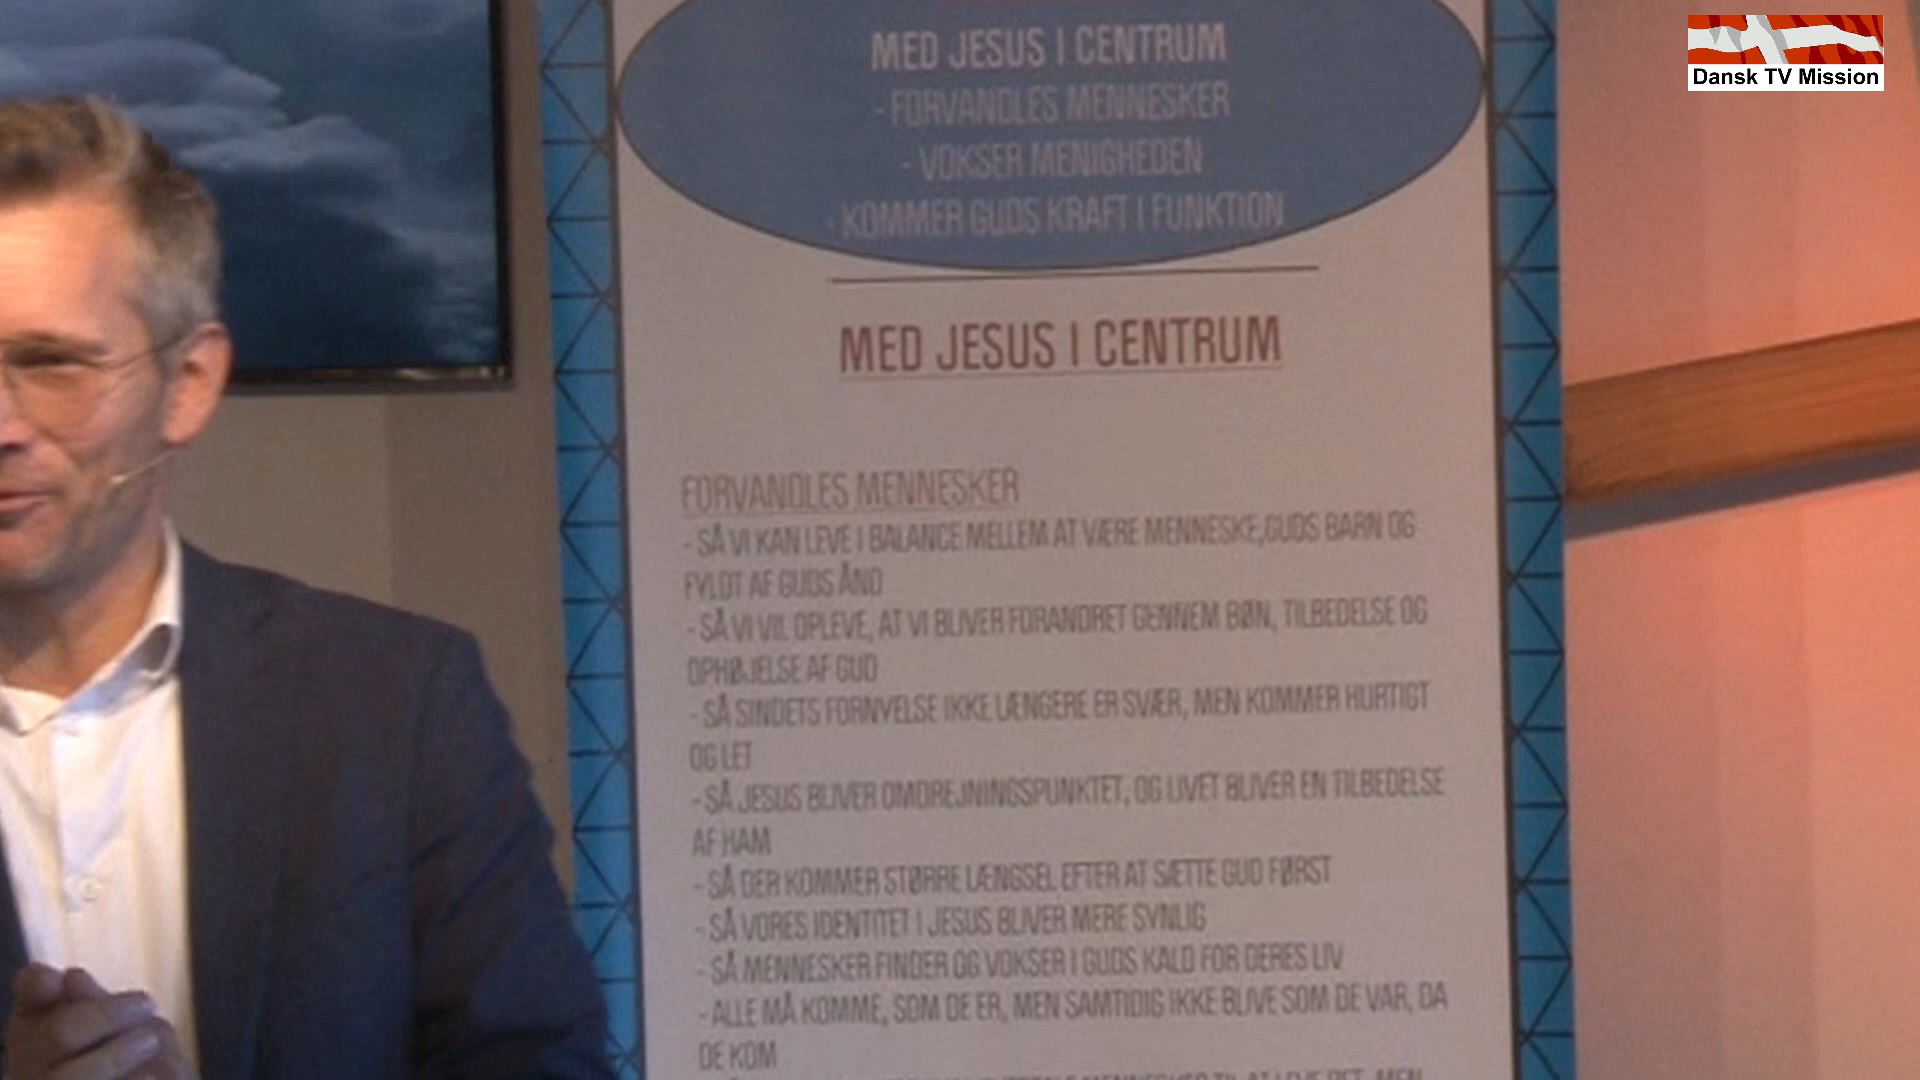 Dansk TV Mission
MED JESUS I CENTRUM
- FORVANDLES MENNESKER
- VOKSER MENIGHEDEN
- KOMMER GUDS KRAFT I FUNKTION
MED JESUS I CENTRUM
FORVANDLES MENNESKER
- SÅ VI KAN LEVE I BALANCE MELLEM AT VÆRE MENNESKE,GUDS BARN OG
FYLDT AF GUDS ÅND
- SÅ VI VIL OPLEVE, AT VI BLIVER FORANDRET GENNEM BØN, TILBEDELSE OG
OPHØJELSE AF GUD
- SÅ SINDETS FORNYELSE IKKE LÆNGERE ER SVÆR, MEN KOMMER HURTIGT
OG LET
- SÅ JESUS BLIVER OMDREJNINGSPUNKTET, OG LIVET BLIVER EN TILBEDELSE
AF HAM
- SÅ DER KOMMER STØRRE LÆNGSEL EFTER AT SÆTTE GUD FØRST
- SÅ VORES IDENTITET I JESUS BLIVER MERE SYNLIG
- SÅ MENNESKER FINDER OG VOKSER I GUDS KALD FOR DERES LIV
- ALLE MÅ KOMME, SOM DE ER, MEN SAMTIDIG IKKE BLIVE SOM DE VAR, DA
DE KOM
MENNESKER TIL AT LEVE DET, MEN